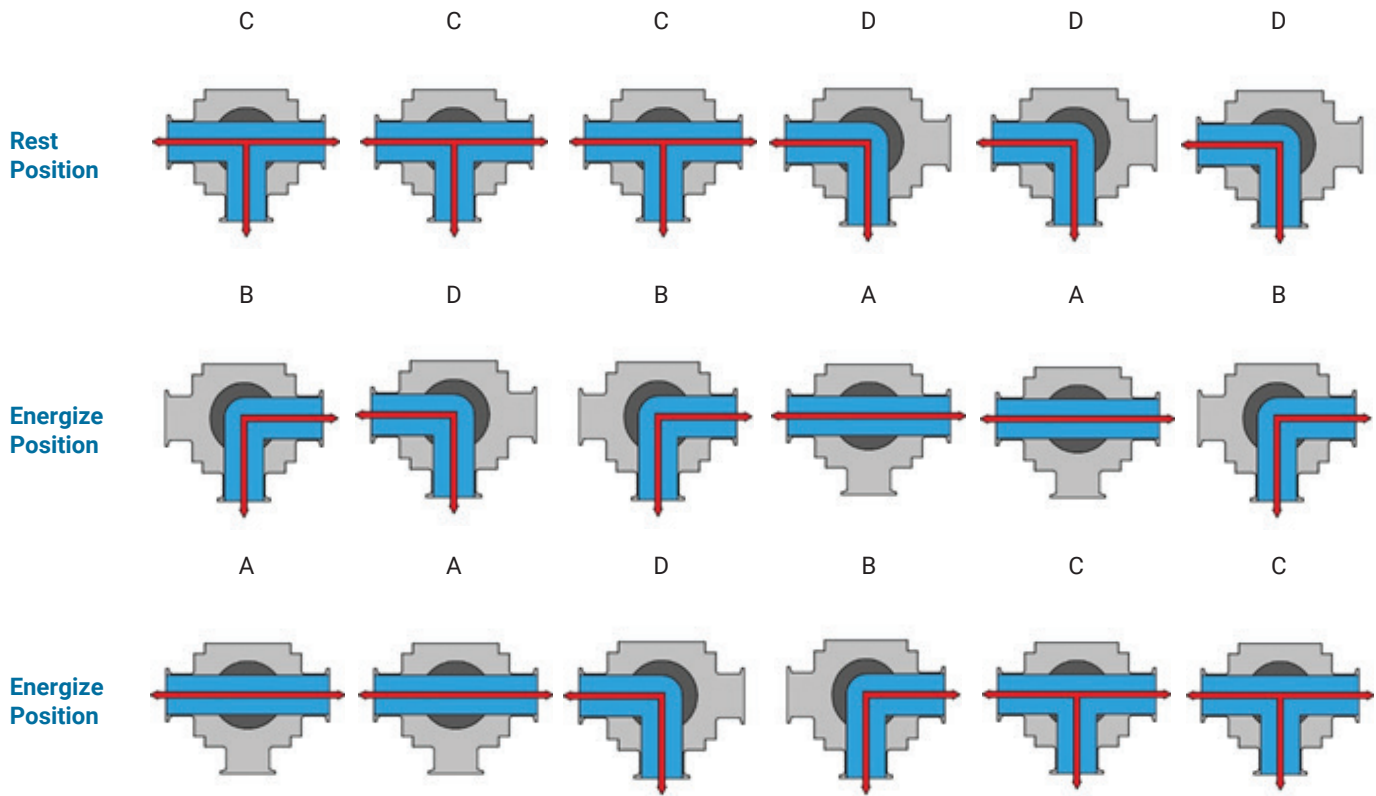 C C C D D D
Rest
Position
B D B A A B
Energize
Position
A A D B C C
Energize
Position